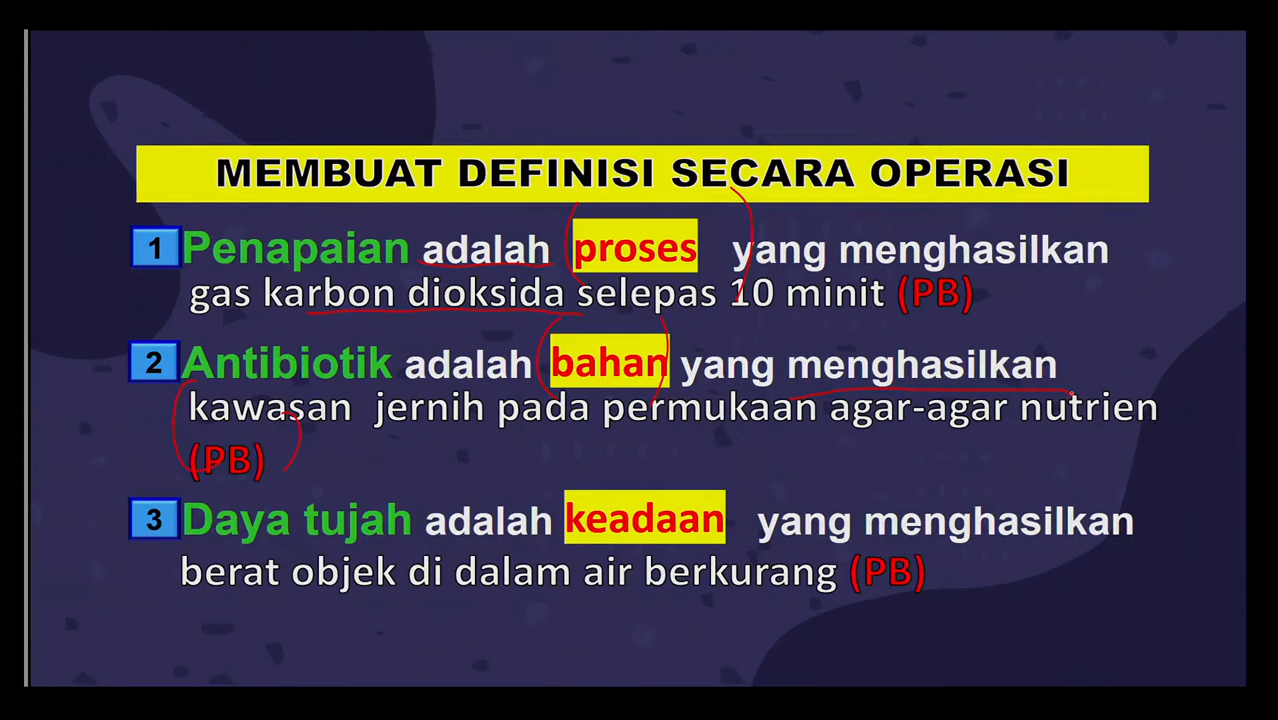 MEMBUAT DEFINISI SECARA OPERASI
1 Penapaian adalah proses yang menghasilkan
gas karbon dioksida selepas 10 minit (PB)
2 Antibiotik adalah bahan yang menghasilkan
kawasan jernih pada permukaan agar-agar nutrien
(PB)
3 Daya tujah adalah keadaan yang menghasilkan
berat objek di dalam air berkurang (PB)